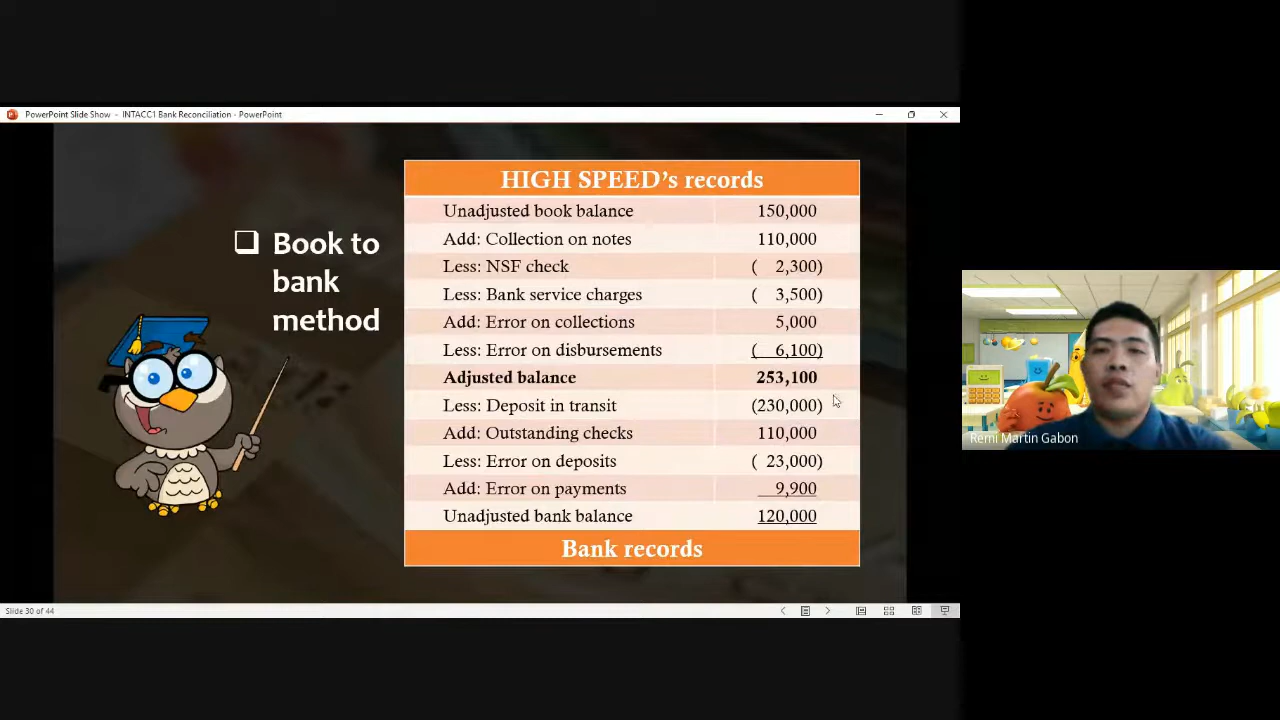 PowerPoint Slide Show - INTACC1 Bank Reconciliation - PowerPoint
HIGH SPEED's records
Book to
bank
method
Unadjusted book balance 150,000
Add: Collection on notes 110,000
Less: NSF check ( 2,300)
Less: Bank service charges ( 3,500)
Add: Error on collections 5,000
Less: Error on disbursements ( 6,100)
Adjusted balance 253,100
Less: Deposit in transit (230,000)
Add: Outstanding checks 110,000
Less: Error on deposits ( 23,000)
Add: Error on payments 9,900
Unadjusted bank balance 120,000
Bank records
Remi Martin Gabon
Slide 30 of 44